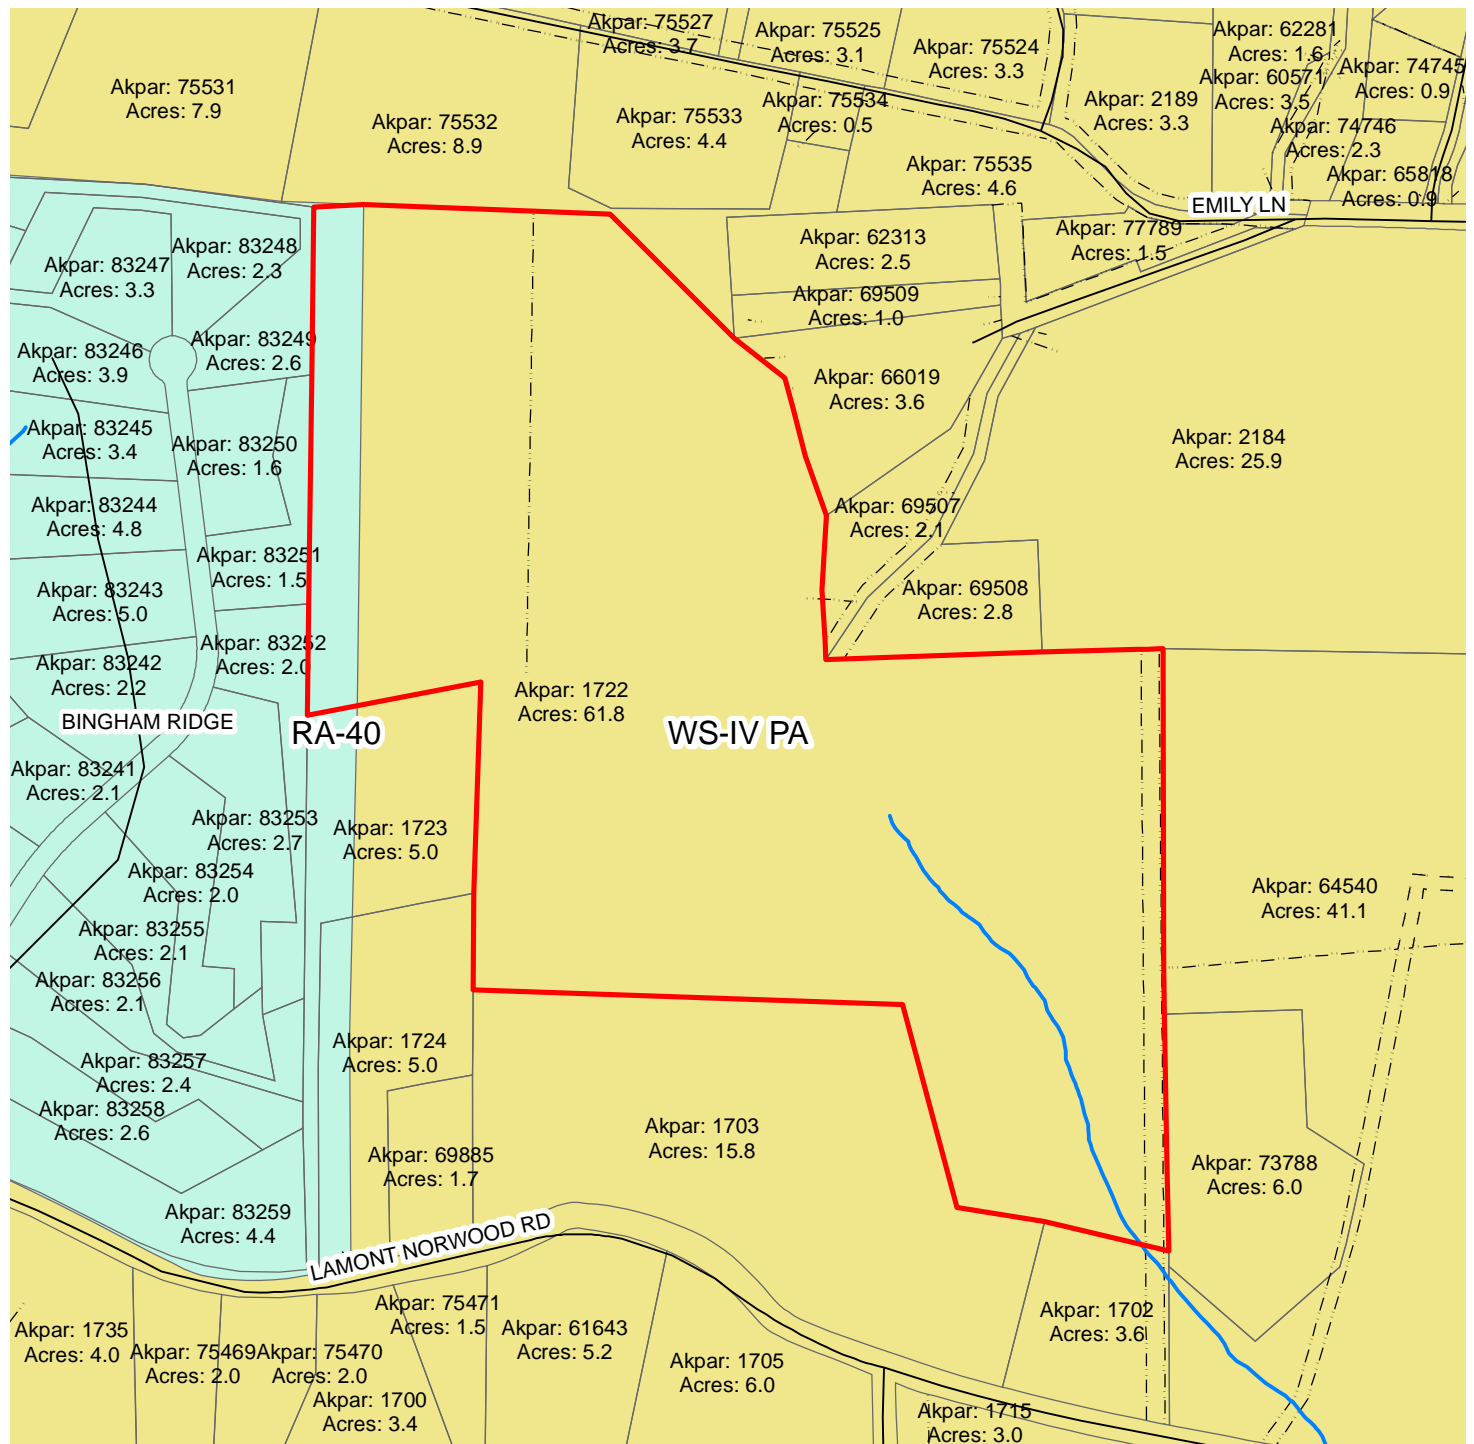 Akpar: 75527
Acres: 3.7
Akpar: 75525
Acres: 3.1
Akpar: 75524
Acres: 3.3
Akpar: 62281
Acres: 1.6
Akpar: 60571
Acres: 3.5
Akpar: 74745
Acres: 0.9
Akpar: 75531
Acres: 7.9
Akpar: 75532
Acres: 8.9
Akpar: 75533
Acres: 4.4
Akpar: 75534
Acres: 0.5
Akpar: 2189
Acres: 3.3
Akpar: 74746
Acres: 2.3
Akpar: 75535
Acres: 4.6
Akpar: 65818
Acres: 0.9
EMILY LN
Akpar: 83248
Acres: 2.3
Akpar: 62313
Acres: 2.5
Akpar: 77789
Acres: 1.5
Akpar: 83247
Acres: 3.3
Akpar: 69509
Acres: 1.0
Akpar: 83249
Acres: 2.6
Akpar: 83246
Acres: 3.9
Akpar: 66019
Acres: 3.6
Akpar: 83245
Acres: 3.4
Akpar: 83250
Acres: 1.6
Akpar: 2184
Acres: 25.9
Akpar: 83244
Acres: 4.8
Akpar: 69507
Acres: 2.1
Akpar: 83251
Acres: 1.5
Akpar: 83243
Acres: 5.0
Akpar: 69508
Acres: 2.8
Akpar: 83252
Acres: 2.0
Akpar: 83242
Acres: 2.2
Akpar: 1722
Acres: 61.8
BINGHAM RIDGE
RA-40
WS-IV PA
Akpar: 83241
Acres: 2.1
Akpar: 83253
Acres: 2.7
Akpar: 1723
Acres: 5.0
Akpar: 83254
Acres: 2.0
Akpar: 64540
Acres: 41.1
Akpar: 83255
Acres: 2.1
Akpar: 83256
Acres: 2.1
Akpar: 1724
Acres: 5.0
Akpar: 83257
Acres: 2.4
Akpar: 83258
Acres: 2.6
Akpar: 1703
Acres: 15.8
Akpar: 69885
Acres: 1.7
Akpar: 73788
Acres: 6.0
Akpar: 83259
Acres: 4.4
LAMONT NORWOOD RD
Akpar: 75471
Acres: 1.5
Akpar: 1702
Acres: 3.6
Akpar: 1735
Acres: 4.0
Akpar: 61643
Acres: 5.2
Akpar: 75469
Acres: 2.0
Akpar: 75470
Acres: 2.0
Akpar: 1705
Acres: 6.0
Akpar: 1700
Acres: 3.4
Akpar: 1715
Acres: 3.0